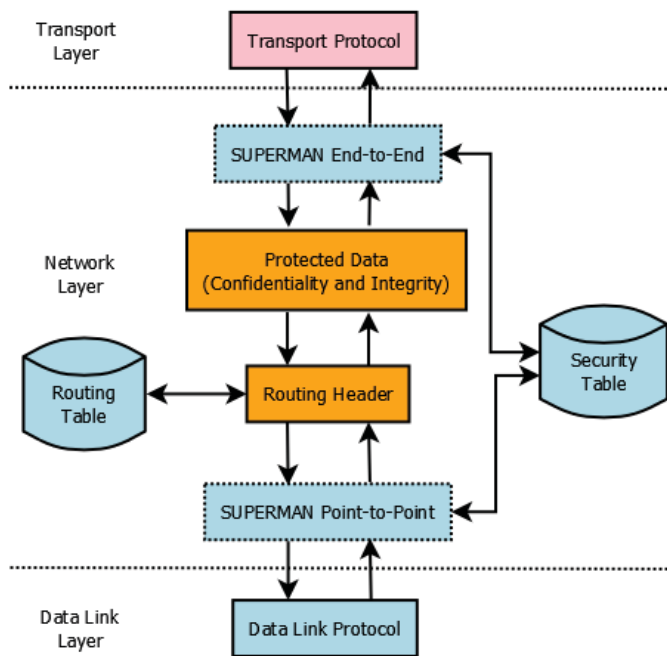 Transport
Layer
Transport Protocol
SUPERMAN End-to-End
Network
Layer
Protected Data
(Confidentiality and Integrity)
Routing
Table
Routing Header
Security
Table
SUPERMAN Point-to-Point
Data Link
Layer
Data Link Protocol